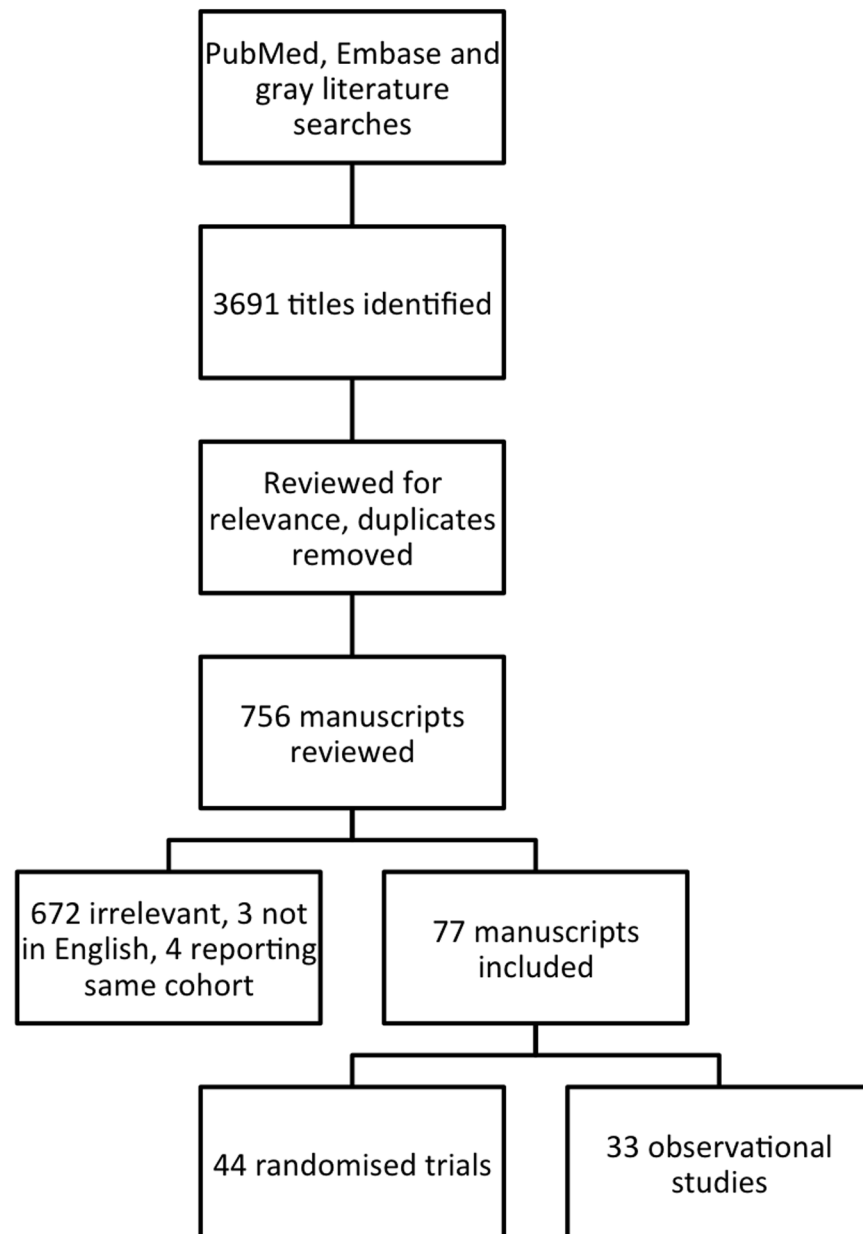 PubMed, Embase and
gray literature
searches
3691 titles identified
Reviewed for
relevance, duplicates
removed
756 manuscripts
reviewed
672 irrelevant, 3 not
in English, 4 reporting
same cohort
77 manuscripts
included
44 randomised trials
33 observational
studies